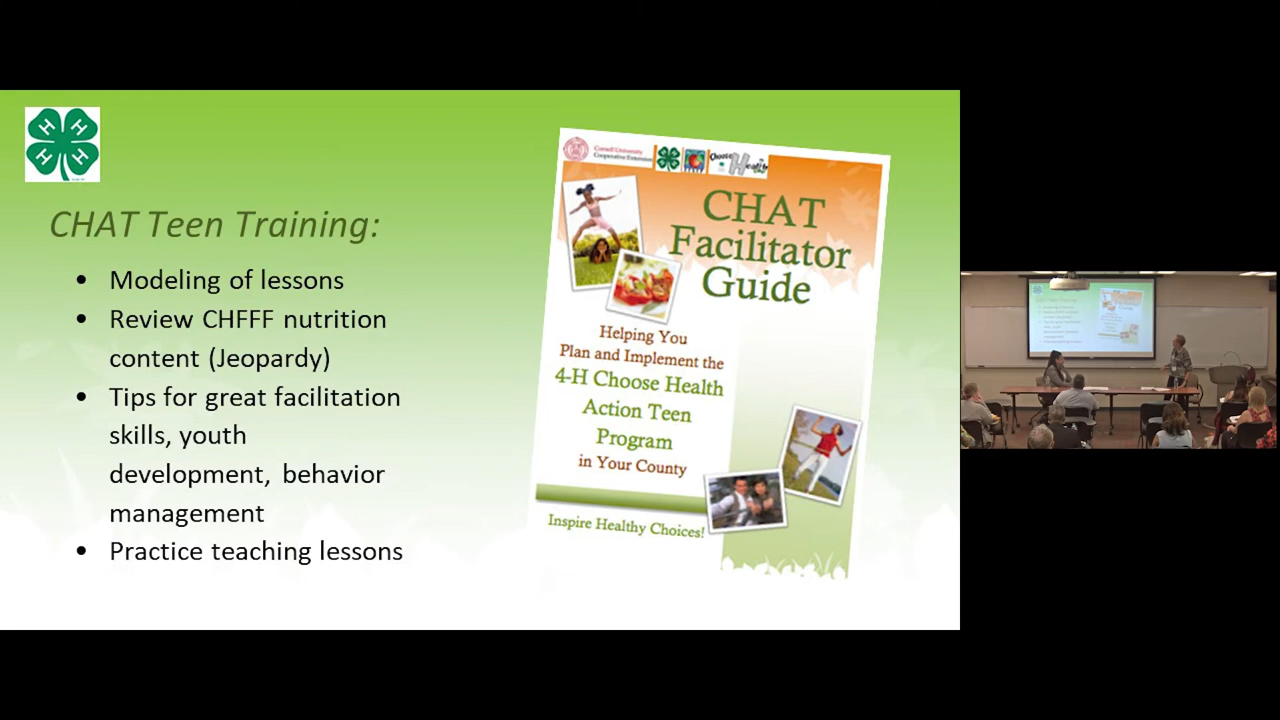 H H
H H
CHAT Teen Training:
• Modeling of lessons
• Review CHFFF nutrition
content (Jeopardy)
• Tips for great facilitation
skills, youth
development, behavior
management
• Practice teaching lessons
Cornell University
Cooperative Extension
Choose
Health
CHAT
Facilitator
Guide
Helping You
Plan and Implement the
4-H Choose Health
Action Teen
Program
in Your County
Inspire Healthy Choices!